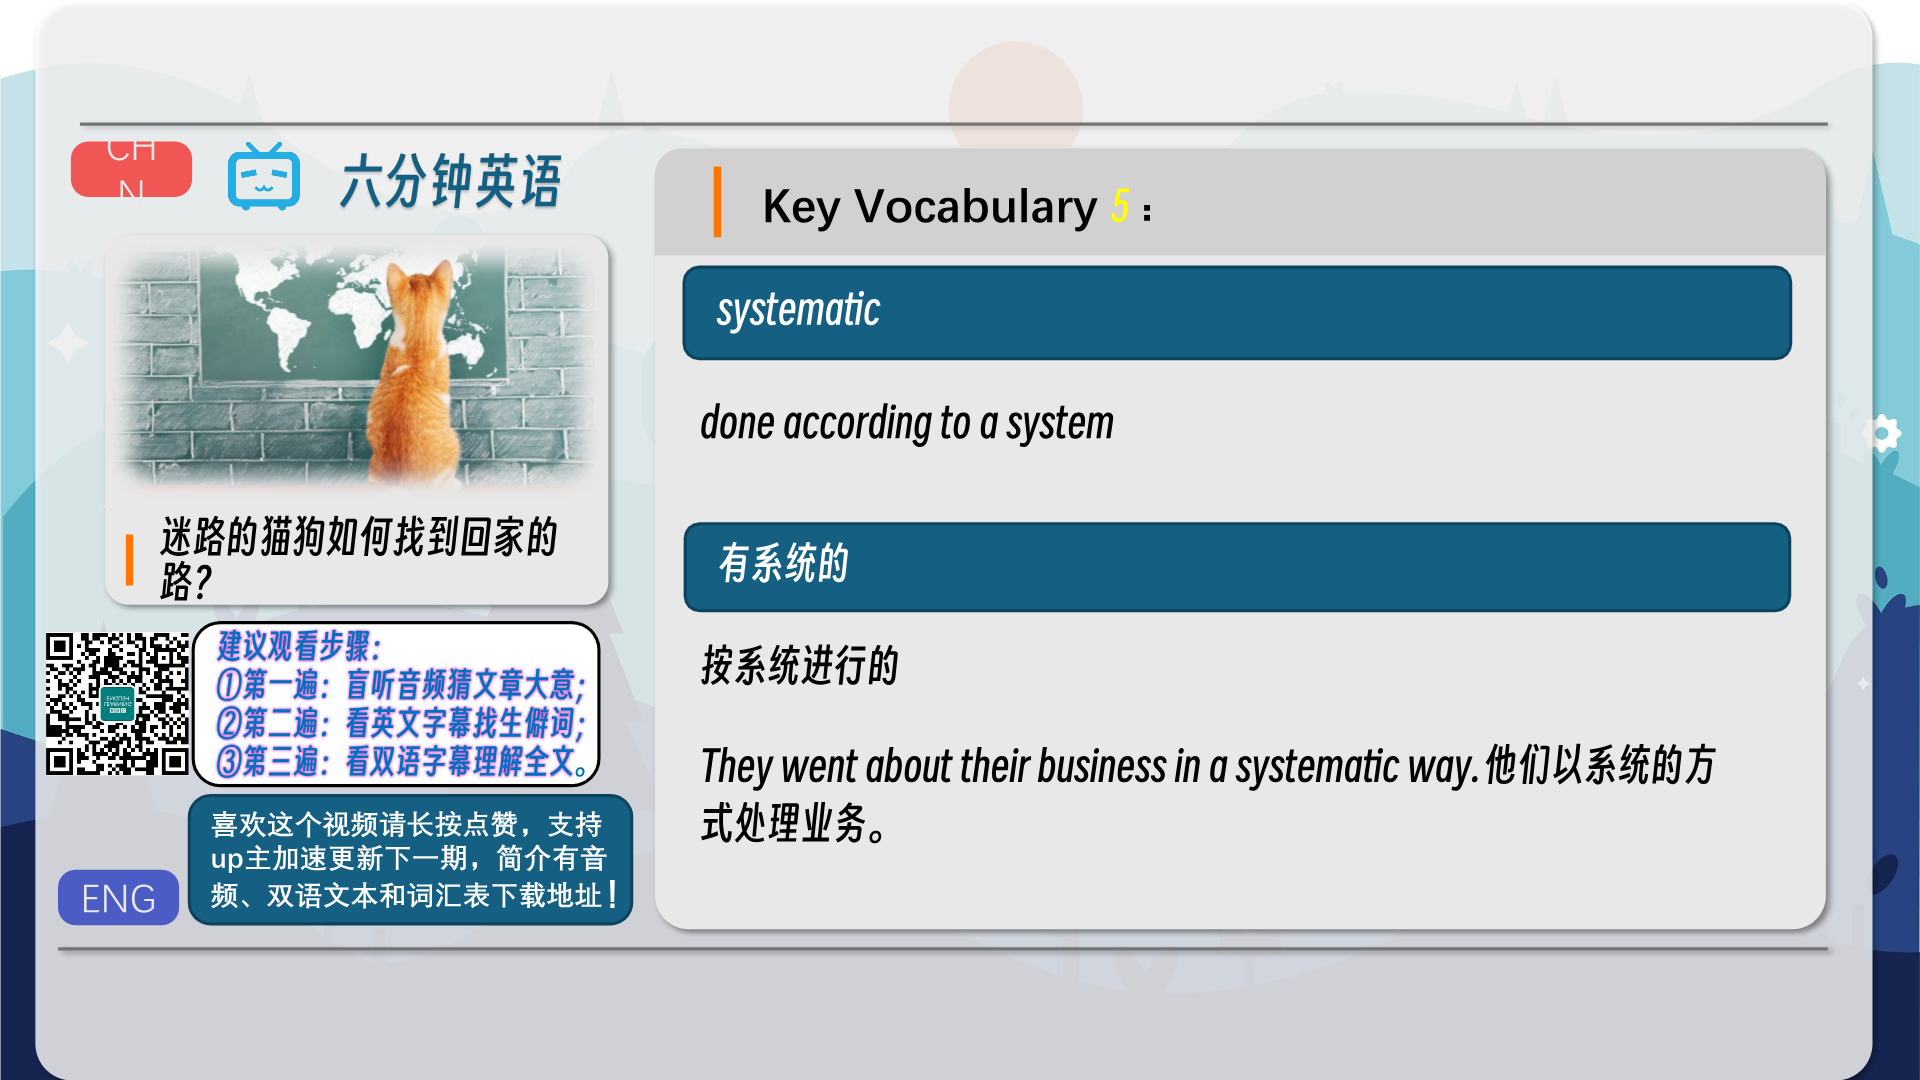 CH
N
六分钟英语
迷路的猫狗如何找到回家的
路？
建议观看步骤：
①第一遍：盲听音频猜文章大意；
②第二遍：看英文字幕找生僻词；
③第三遍：看双语字幕理解全文。
喜欢这个视频请长按点赞，支持
up主加速更新下一期，简介有音
频、双语文本和词汇表下载地址！
ENG
Key Vocabulary 5：
systematic
done according to a system
有系统的
按系统进行的
They went about their business in a systematic way.他们以系统的方
式处理业务。